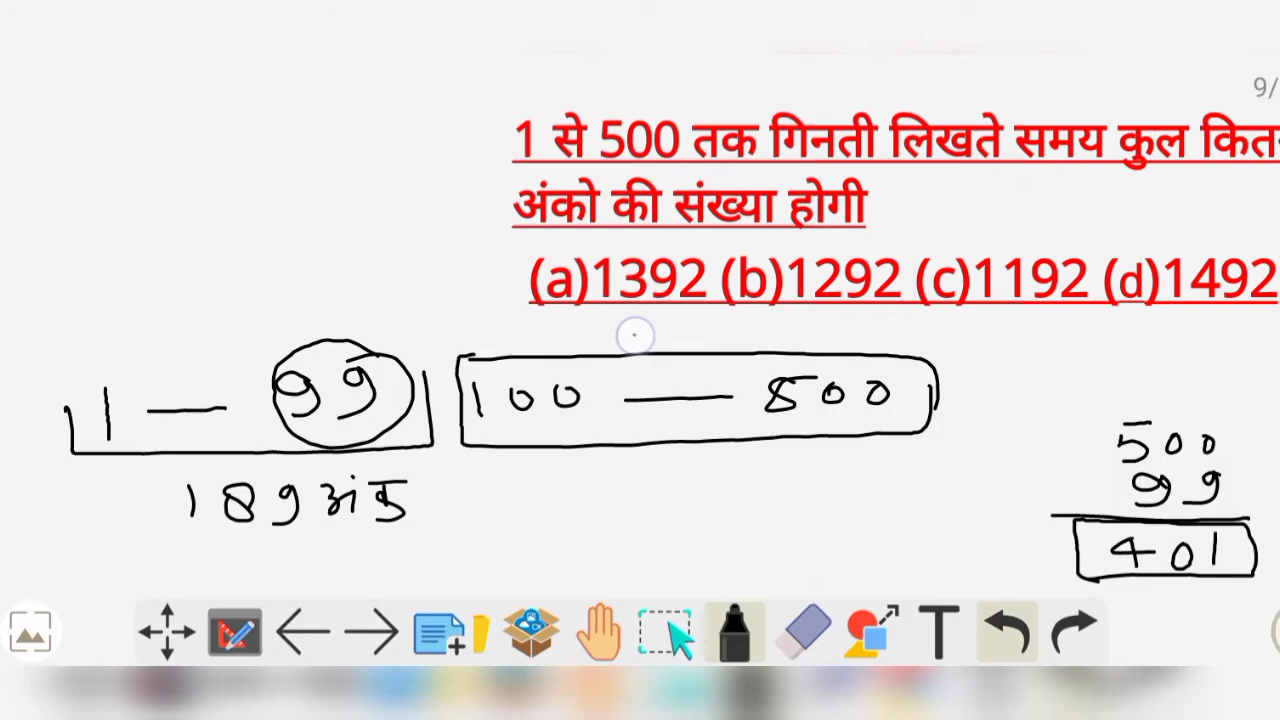 9/
1 से 500 तक गिनती लिखते समय कुल कित
अंको की संख्या होगी
(a)1392 (b)1292 (c)1192 (d)1492
1 — 99 100 — 500
189 अंक
500
99
401
T